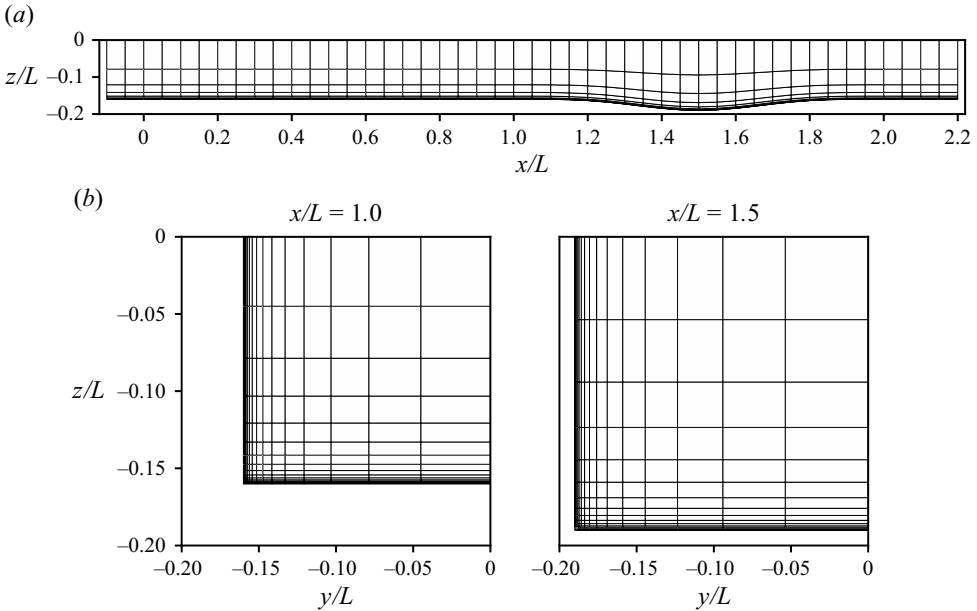 (a)
0
z/L
–0.1
–0.2
0 0.2 0.4 0.6 0.8 1.0 1.2 1.4 1.6 1.8 2.0 2.2
x/L
(b)
x/L = 1.0 x/L = 1.5
0
–0.05
z/L –0.10
–0.15
–0.20
–0.20 –0.15 –0.10 –0.05 0 –0.20 –0.15 –0.10 –0.05 0
y/L y/L